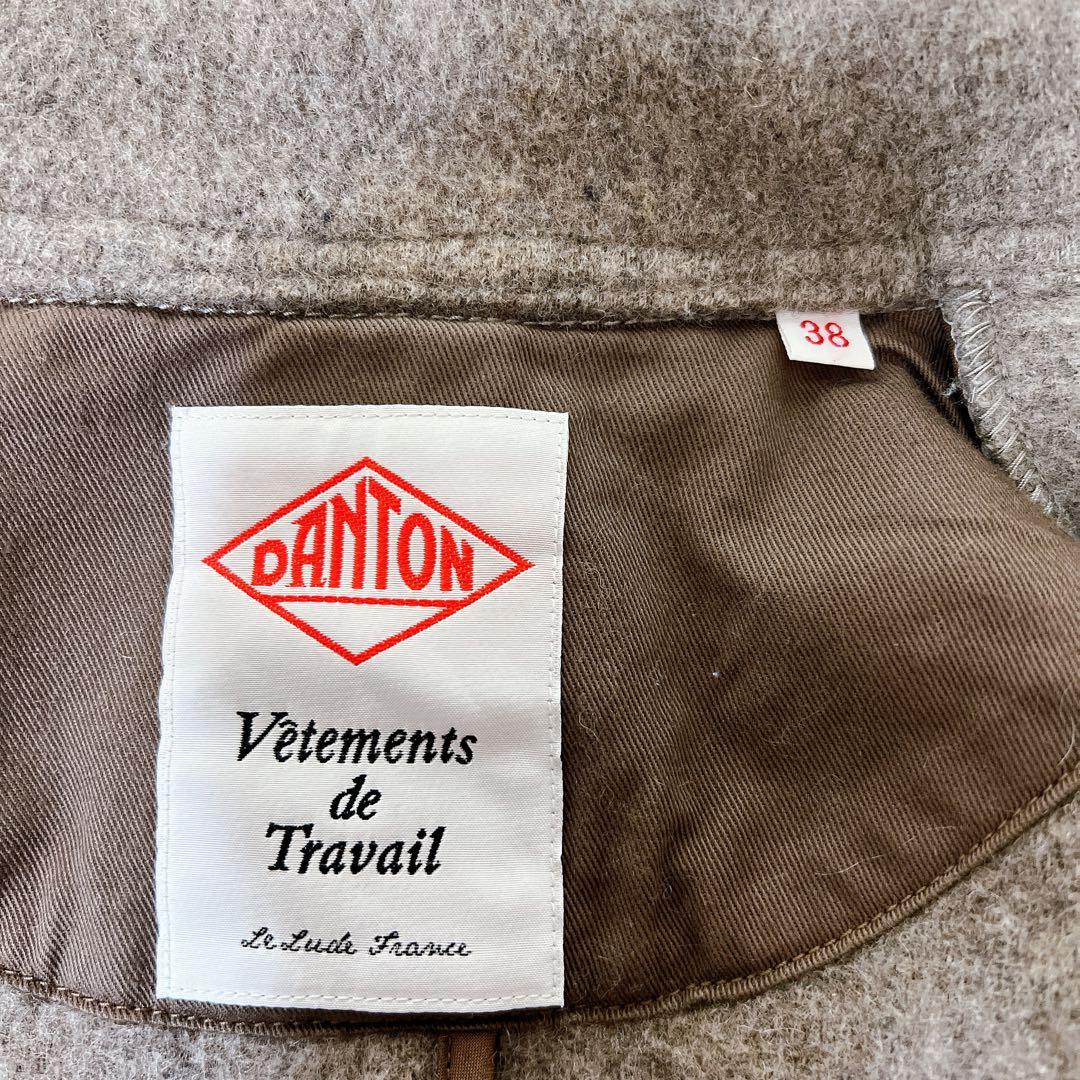 38
DANTON
Vêtements
de
Travail
Le Lude France